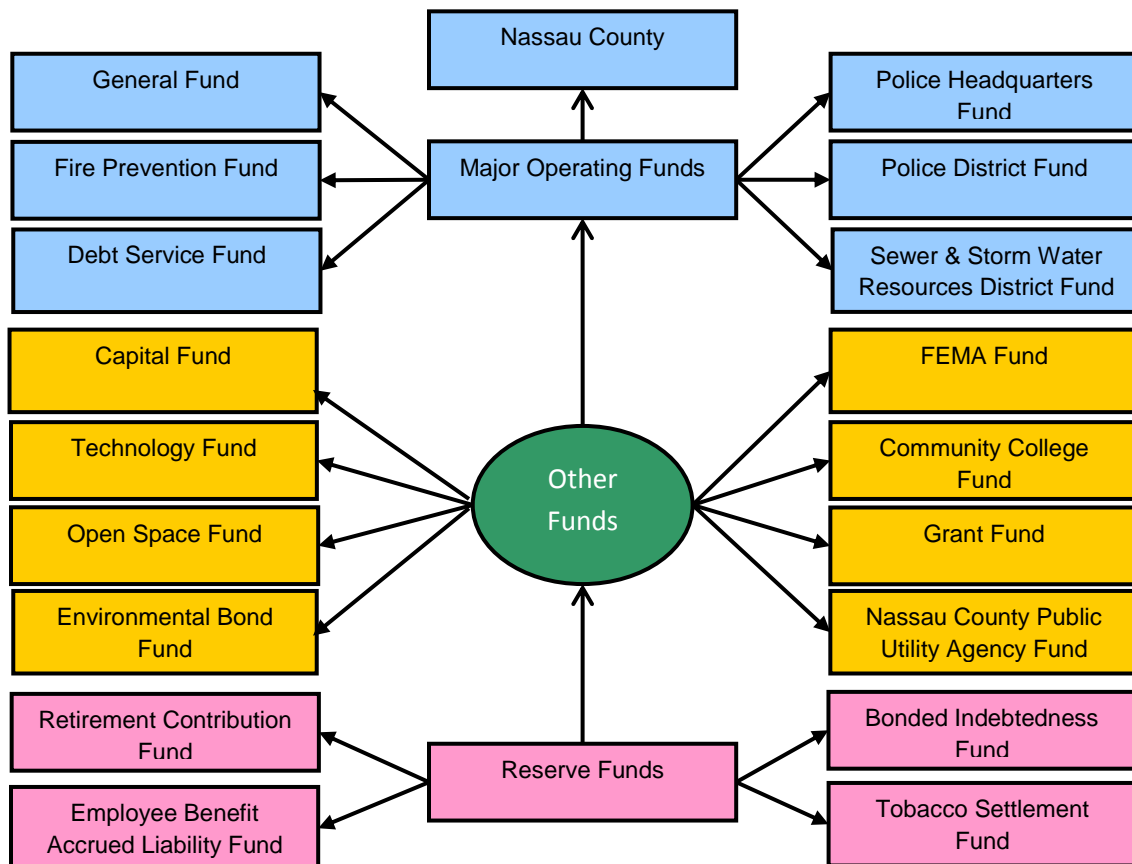 Nassau County
General Fund
Police Headquarters
Fund
Fire Prevention Fund
Major Operating Funds
Police District Fund
Debt Service Fund
Sewer & Storm Water
Resources District Fund
Capital Fund
FEMA Fund
Technology Fund
Community College
Fund
Other
Funds
Open Space Fund
Grant Fund
Environmental Bond
Fund
Nassau County Public
Utility Agency Fund
Retirement Contribution
Fund
Bonded Indebtedness
Fund
Reserve Funds
Employee Benefit
Accrued Liability Fund
Tobacco Settlement
Fund